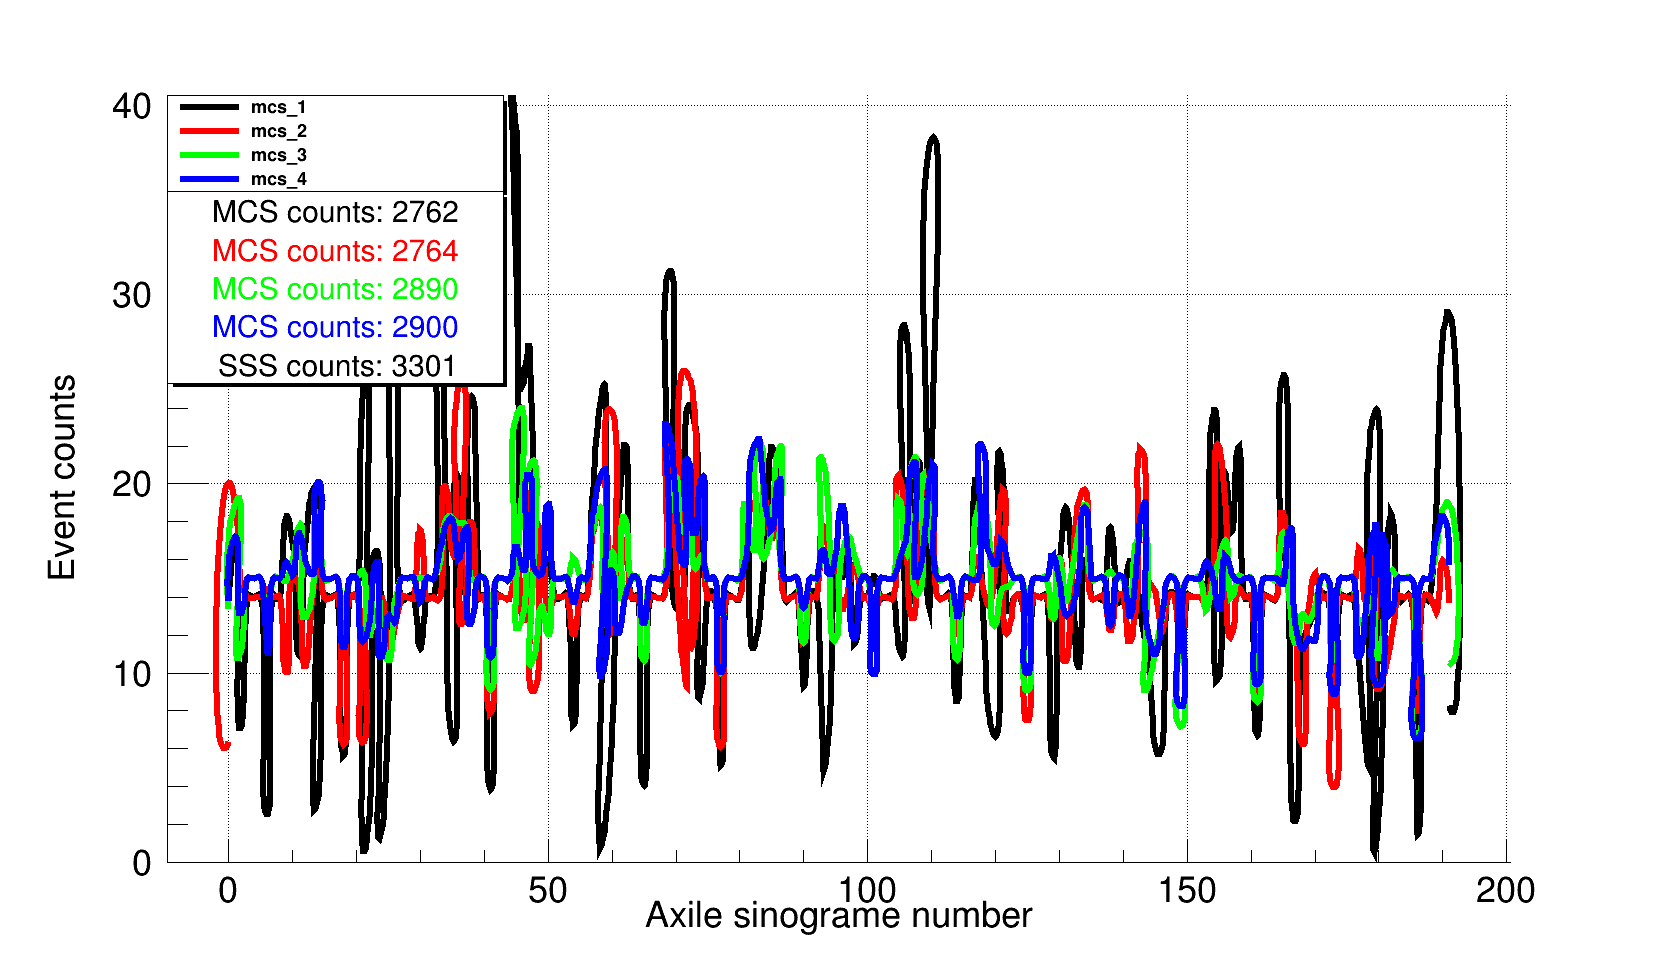 40
mcs_1
mcs_2
mcs_3
mcs_4
MCS counts: 2762
MCS counts: 2764
30
MCS counts: 2890
MCS counts: 2900
SSS counts: 3301
Event counts
20
10
0
0
50
100
150
200
Axile sinograme number